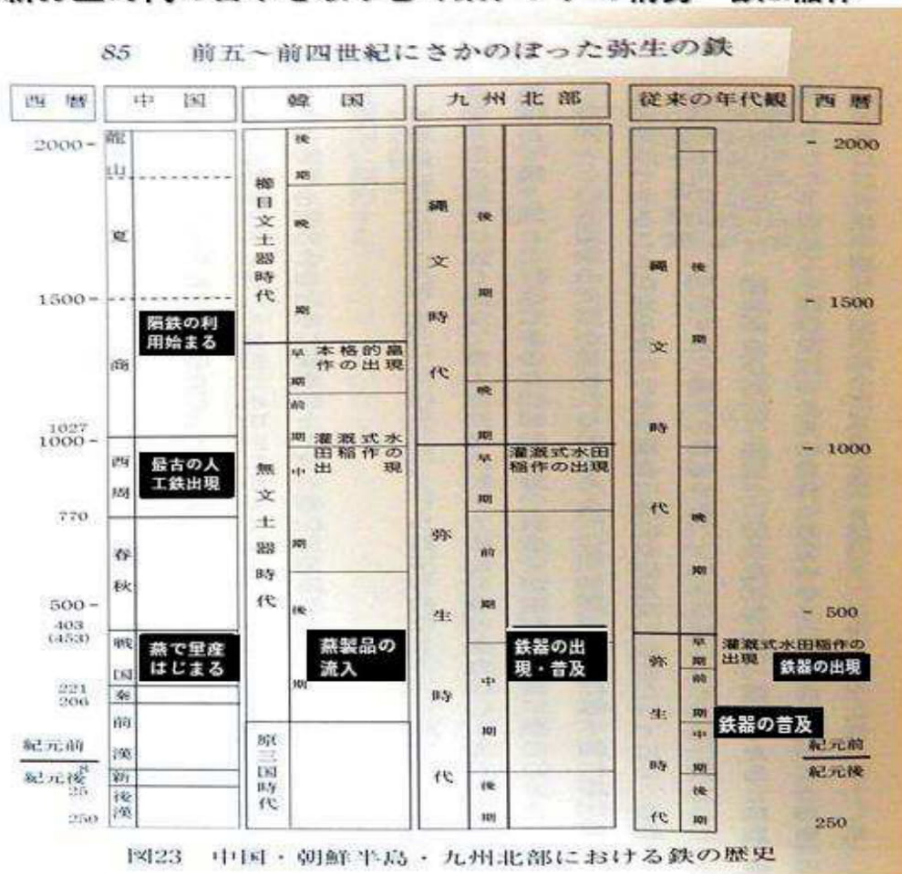 85 前五〜前四世紀にさかのぼった弥生の鉄
西暦 中国 韓国 九州北部 従来の年代観 西暦
2000
1500
1027
1000
770
500
403
(453)
221
206
紀元前
紀元後
8
25
250
龍山
夏
商
西周
春秋
戦国
秦
前漢
新
後漢
隕鉄の利
用始まる
最古の人
工鉄出現
燕で量産
はじまる
櫛目文土器時代
無文土器時代
原三国時代
後期
晩期
早期
前期
中期
後期
本格的畠
作の出現
灌漑式水
田稲作の
出現
燕製品の
流入
縄文時代
弥生時代
後期
晩期
早期
前期
中期
後期
灌漑式水田
稲作の出現
鉄器の出
現・普及
縄文時代
弥生時代
後期
晩期
早期
前期
中期
後期
灌漑式水田稲作の
出現
鉄器の出現
鉄器の普及
2000
1500
1000
500
紀元前
紀元後
250
図23 中国・朝鮮半島・九州北部における鉄の歴史